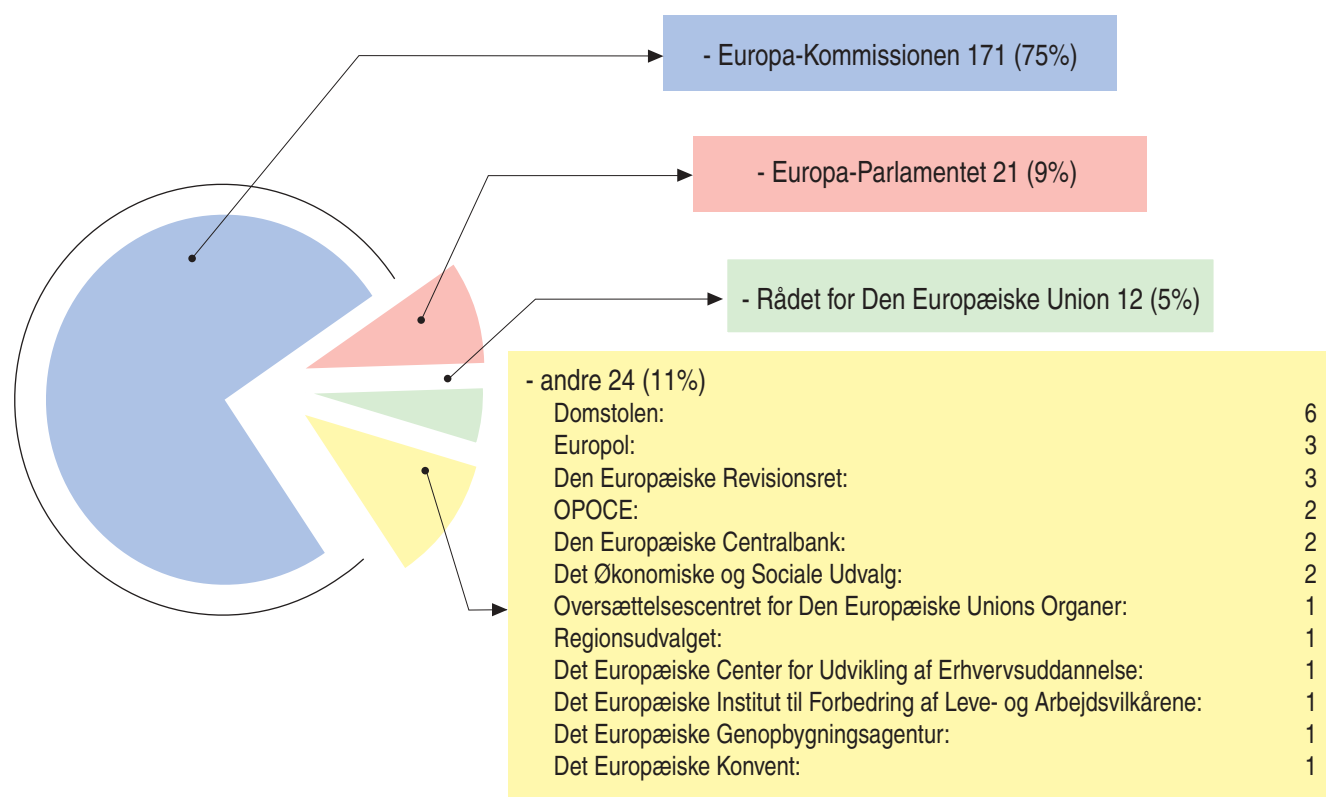 - Europa-Kommissionen 171 (75%)
- Europa-Parlamentet 21 (9%)
- Rådet for Den Europæiske Union 12 (5%)
- andre 24 (11%)
Domstolen: 6
Europol: 3
Den Europæiske Revisionsret: 3
OPOCE: 2
Den Europæiske Centralbank: 2
Det Økonomiske og Sociale Udvalg: 2
Oversættelsescentret for Den Europæiske Unions Organer: 1
Regionsudvalget: 1
Det Europæiske Center for Udvikling af Erhvervsuddannelse: 1
Det Europæiske Institut til Forbedring af Leve- og Arbejdsvilkårene: 1
Det Europæiske Genopbygningsagentur: 1
Det Europæiske Konvent: 1